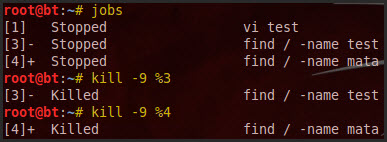 root@bt:~# jobs
[1]   Stopped                 vi test
[3]-  Stopped                 find / -name test
[4]+  Stopped                 find / -name mata
root@bt:~# kill -9 %3
[3]-  Killed                  find / -name test
root@bt:~# kill -9 %4
[4]+  Killed                  find / -name mata